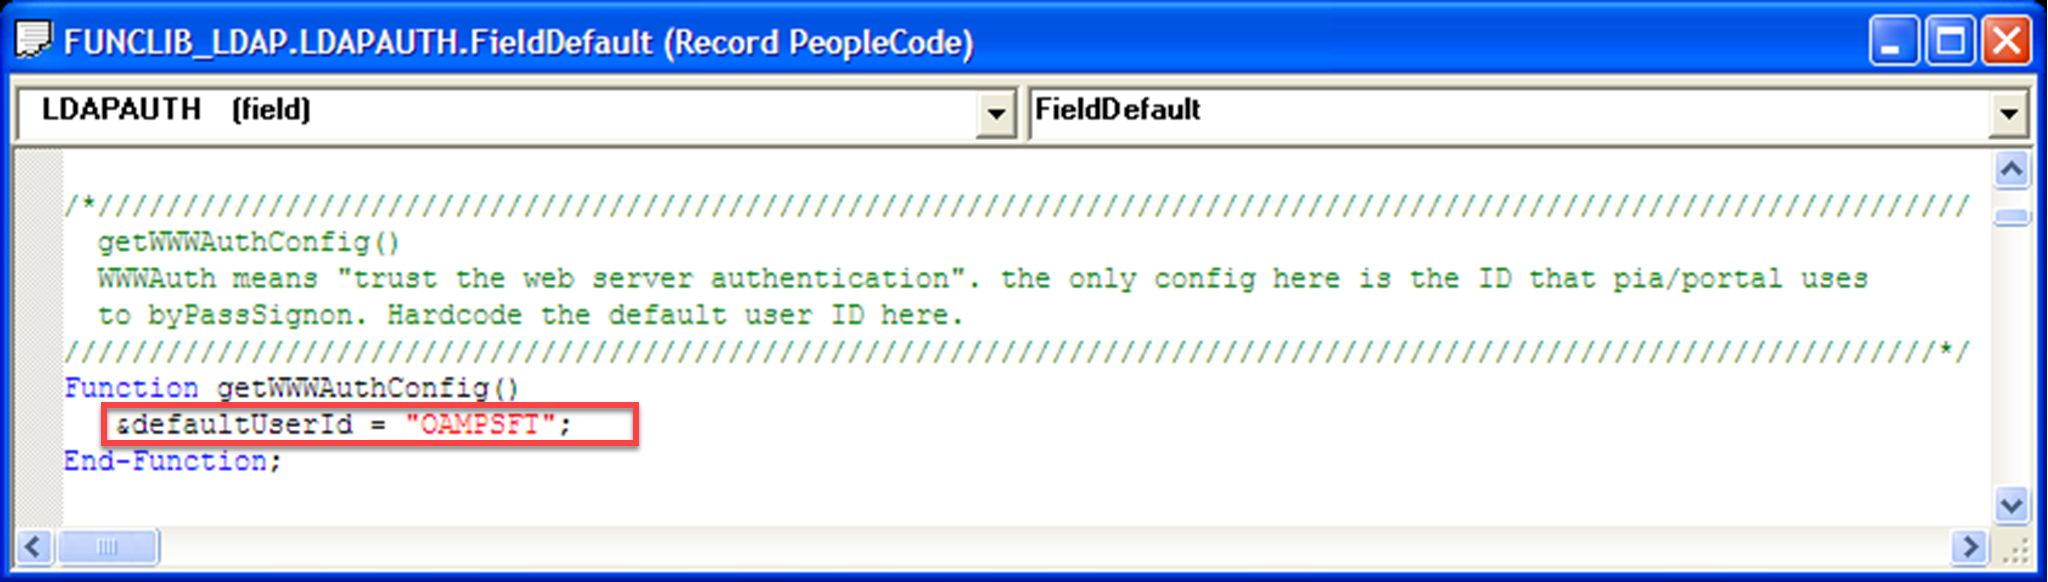 FUNCLIB_LDAP.LDAPAUTH.FieldDefault (Record PeopleCode)
LDAPAUTH (field)
FieldDefault
/*//////////////////////////////////////////////////////////////////////////////////////////////////////////////
getWWWAuthConfig()
WWWAuth means "trust the web server authentication". the only config here is the ID that pia/portal uses
to byPassSignon. Hardcode the default user ID here.
//////////////////////////////////////////////////////////////////////////////////////////////////////////////*/
Function getWWWAuthConfig()
&defaultUserId = "OAMPSFT";
End-Function;